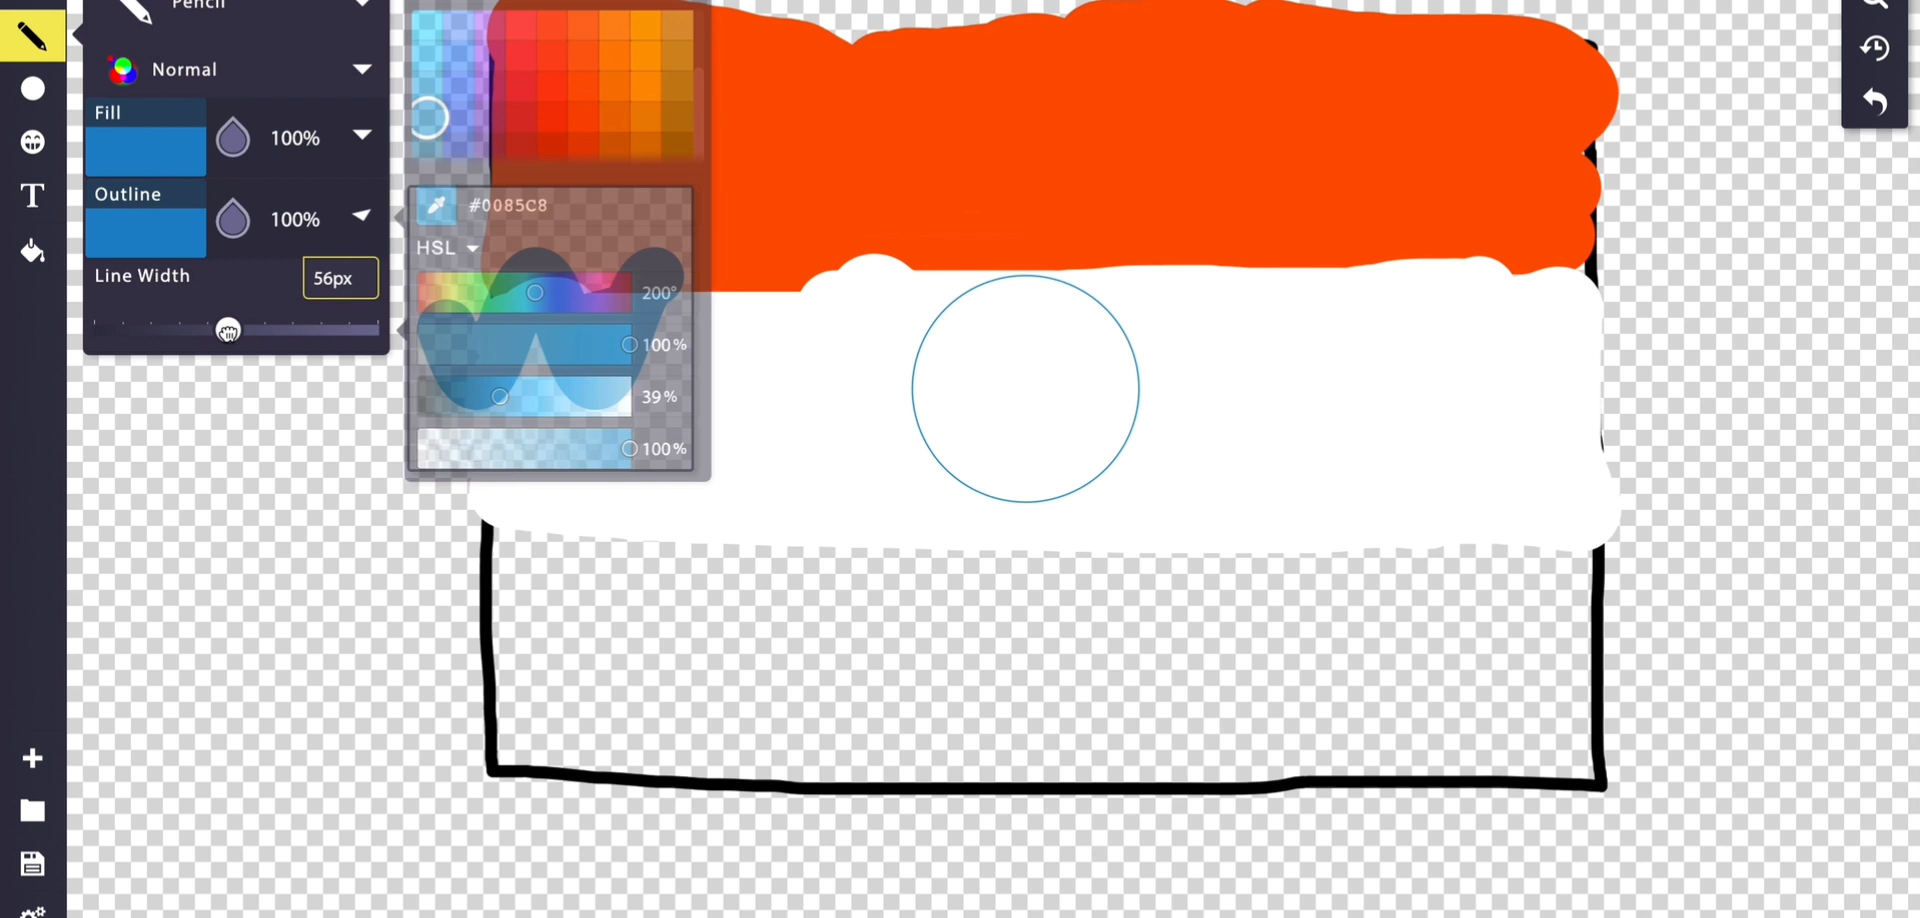 Pencil
Normal
Fill
100%
Outline
100%
Line Width
56px
T
#0085C8
HSL
200°
100%
39%
100%